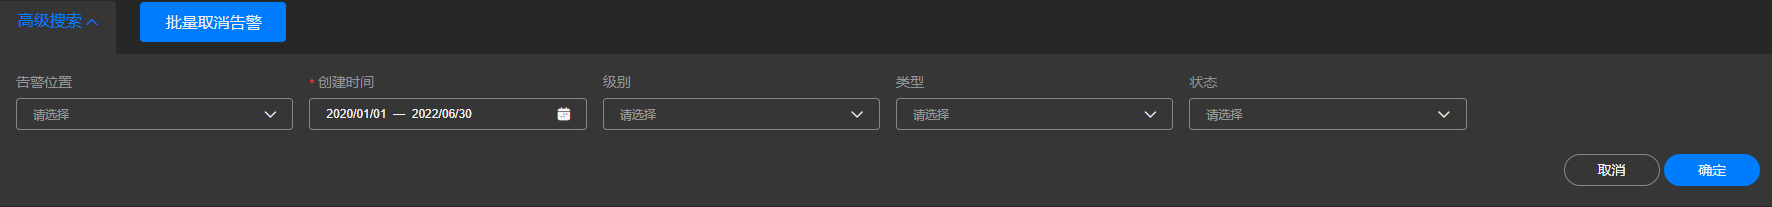 高级搜索 批量取消告警
告警位置 * 创建时间 级别 类型 状态
请选择 2020/01/01 — 2022/06/30 请选择 请选择 请选择
取消 确定